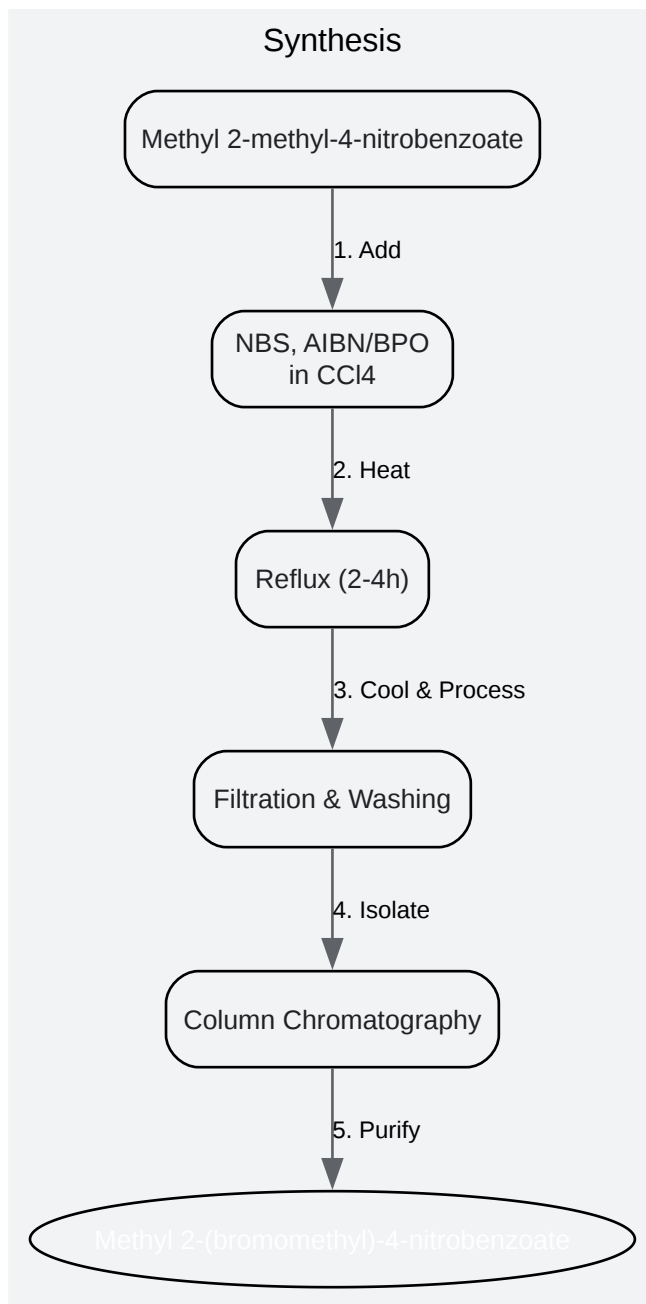 Synthesis
Methyl 2-methyl-4-nitrobenzoate
1. Add
NBS, AIBN/BPO
in CCl4
2. Heat
Reflux (2-4h)
3. Cool & Process
Filtration & Washing
4. Isolate
Column Chromatography
5. Purify
Methyl 2-(bromomethyl)-4-nitrobenzoate